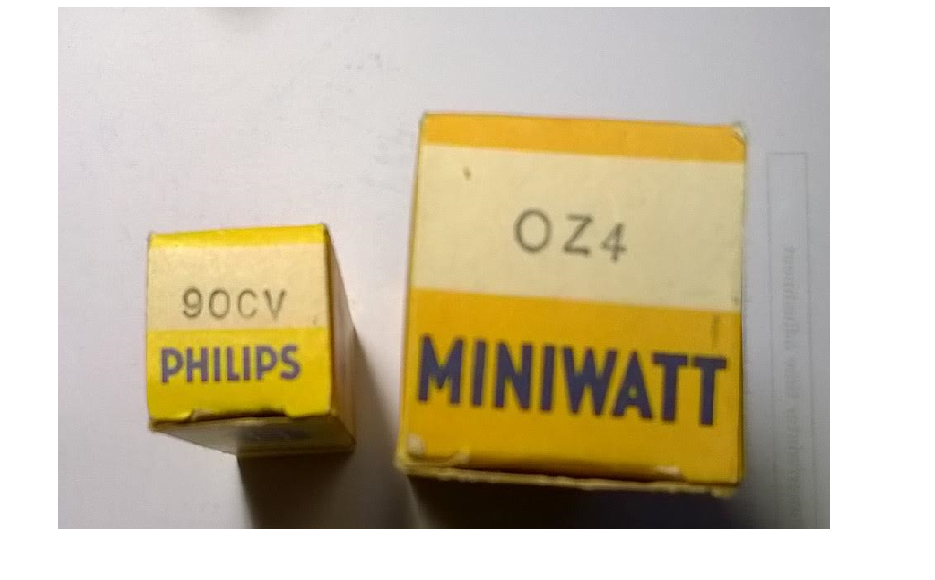 90CV
PHILIPS
OZ4
MINIWATT